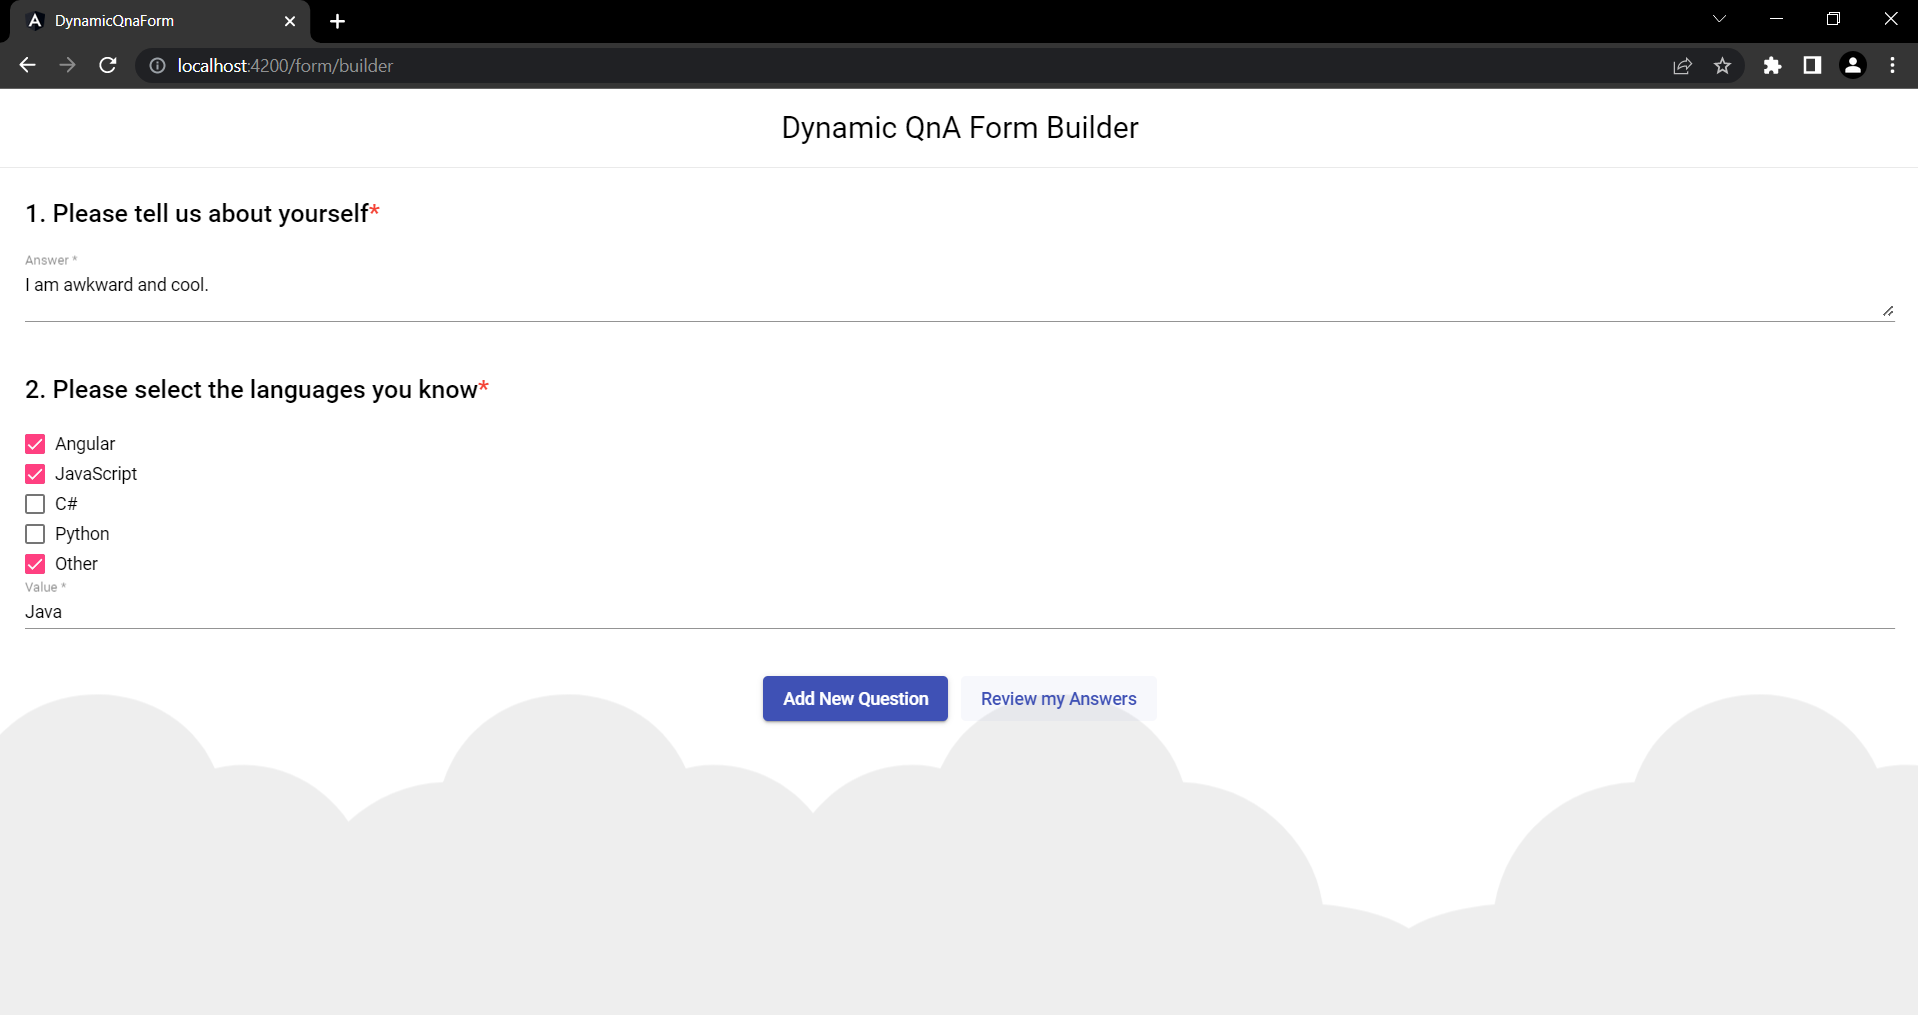 DynamicQnaForm
localhost:4200/form/builder
Dynamic QnA Form Builder
1. Please tell us about yourself*
Answer *
I am awkward and cool.
2. Please select the languages you know*
Angular
JavaScript
C#
Python
Other
Value *
Java
Add New Question
Review my Answers